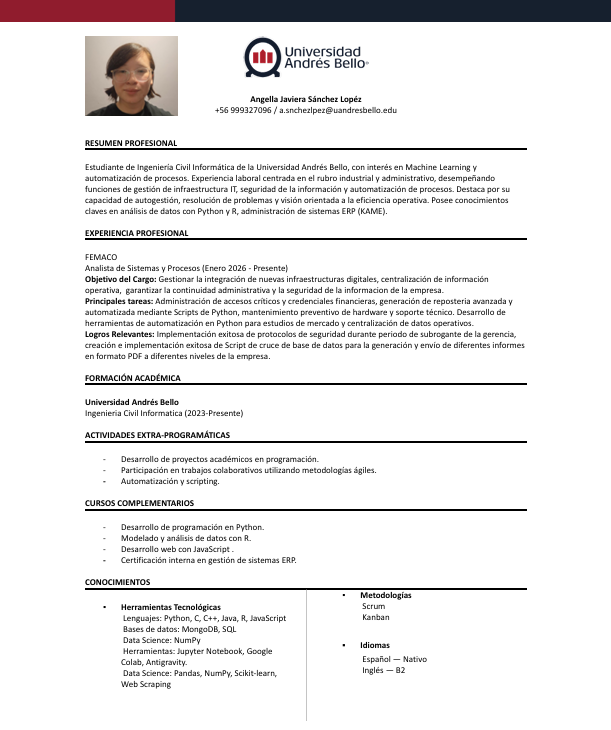 Universidad
Andrés Bello
Angella Javiera Sánchez Lopéz
+56 999327096 / a.snchezlpez@uandresbello.edu
RESUMEN PROFESIONAL
Estudiante de Ingeniería Civil Informática de la Universidad Andrés Bello, con interés en Machine Learning y
automatización de procesos. Experiencia laboral centrada en el rubro industrial y administrativo, desempeñando
funciones de gestión de infraestructura IT, seguridad de la información y automatización de procesos. Destaca por su
capacidad de autogestión, resolución de problemas y visión orientada a la eficiencia operativa. Posee conocimientos
claves en análisis de datos con Python y R, administración de sistemas ERP (KAME).
EXPERIENCIA PROFESIONAL
FEMACO
Analista de Sistemas y Procesos (Enero 2026 - Presente)
Objetivo del Cargo: Gestionar la integración de nuevas infraestructuras digitales, centralización de información
operativa, garantizar la continuidad administrativa y la seguridad de la informacion de la empresa.
Principales tareas: Administración de accesos críticos y credenciales financieras, generación de reposteria avanzada y
automatizada mediante Scripts de Python, mantenimiento preventivo de hardware y soporte técnico. Desarrollo de
herramientas de automatización en Python para estudios de mercado y centralización de datos operativos.
Logros Relevantes: Implementación exitosa de protocolos de seguridad durante periodo de subrogante de la gerencia,
creación e implementación exitosa de Script de cruce de base de datos para la generación y envío de diferentes informes
en formato PDF a diferentes niveles de la empresa.
FORMACIÓN ACADÉMICA
Universidad Andrés Bello
Ingenieria Civil Informatica (2023-Presente)
ACTIVIDADES EXTRA-PROGRAMÁTICAS
- Desarrollo de proyectos académicos en programación.
- Participación en trabajos colaborativos utilizando metodologías ágiles.
- Automatización y scripting.
CURSOS COMPLEMENTARIOS
- Desarrollo de programación en Python.
- Modelado y análisis de datos con R.
- Desarrollo web con JavaScript .
- Certificación interna en gestión de sistemas ERP.
CONOCIMIENTOS
• Herramientas Tecnológicas
Lenguajes: Python, C, C++, Java, R, JavaScript
Bases de datos: MongoDB, SQL
Data Science: NumPy
Herramientas: Jupyter Notebook, Google
Colab, Antigravity.
Data Science: Pandas, NumPy, Scikit-learn,
Web Scraping
• Metodologías
Scrum
Kanban
• Idiomas
Español — Nativo
Inglés — B2